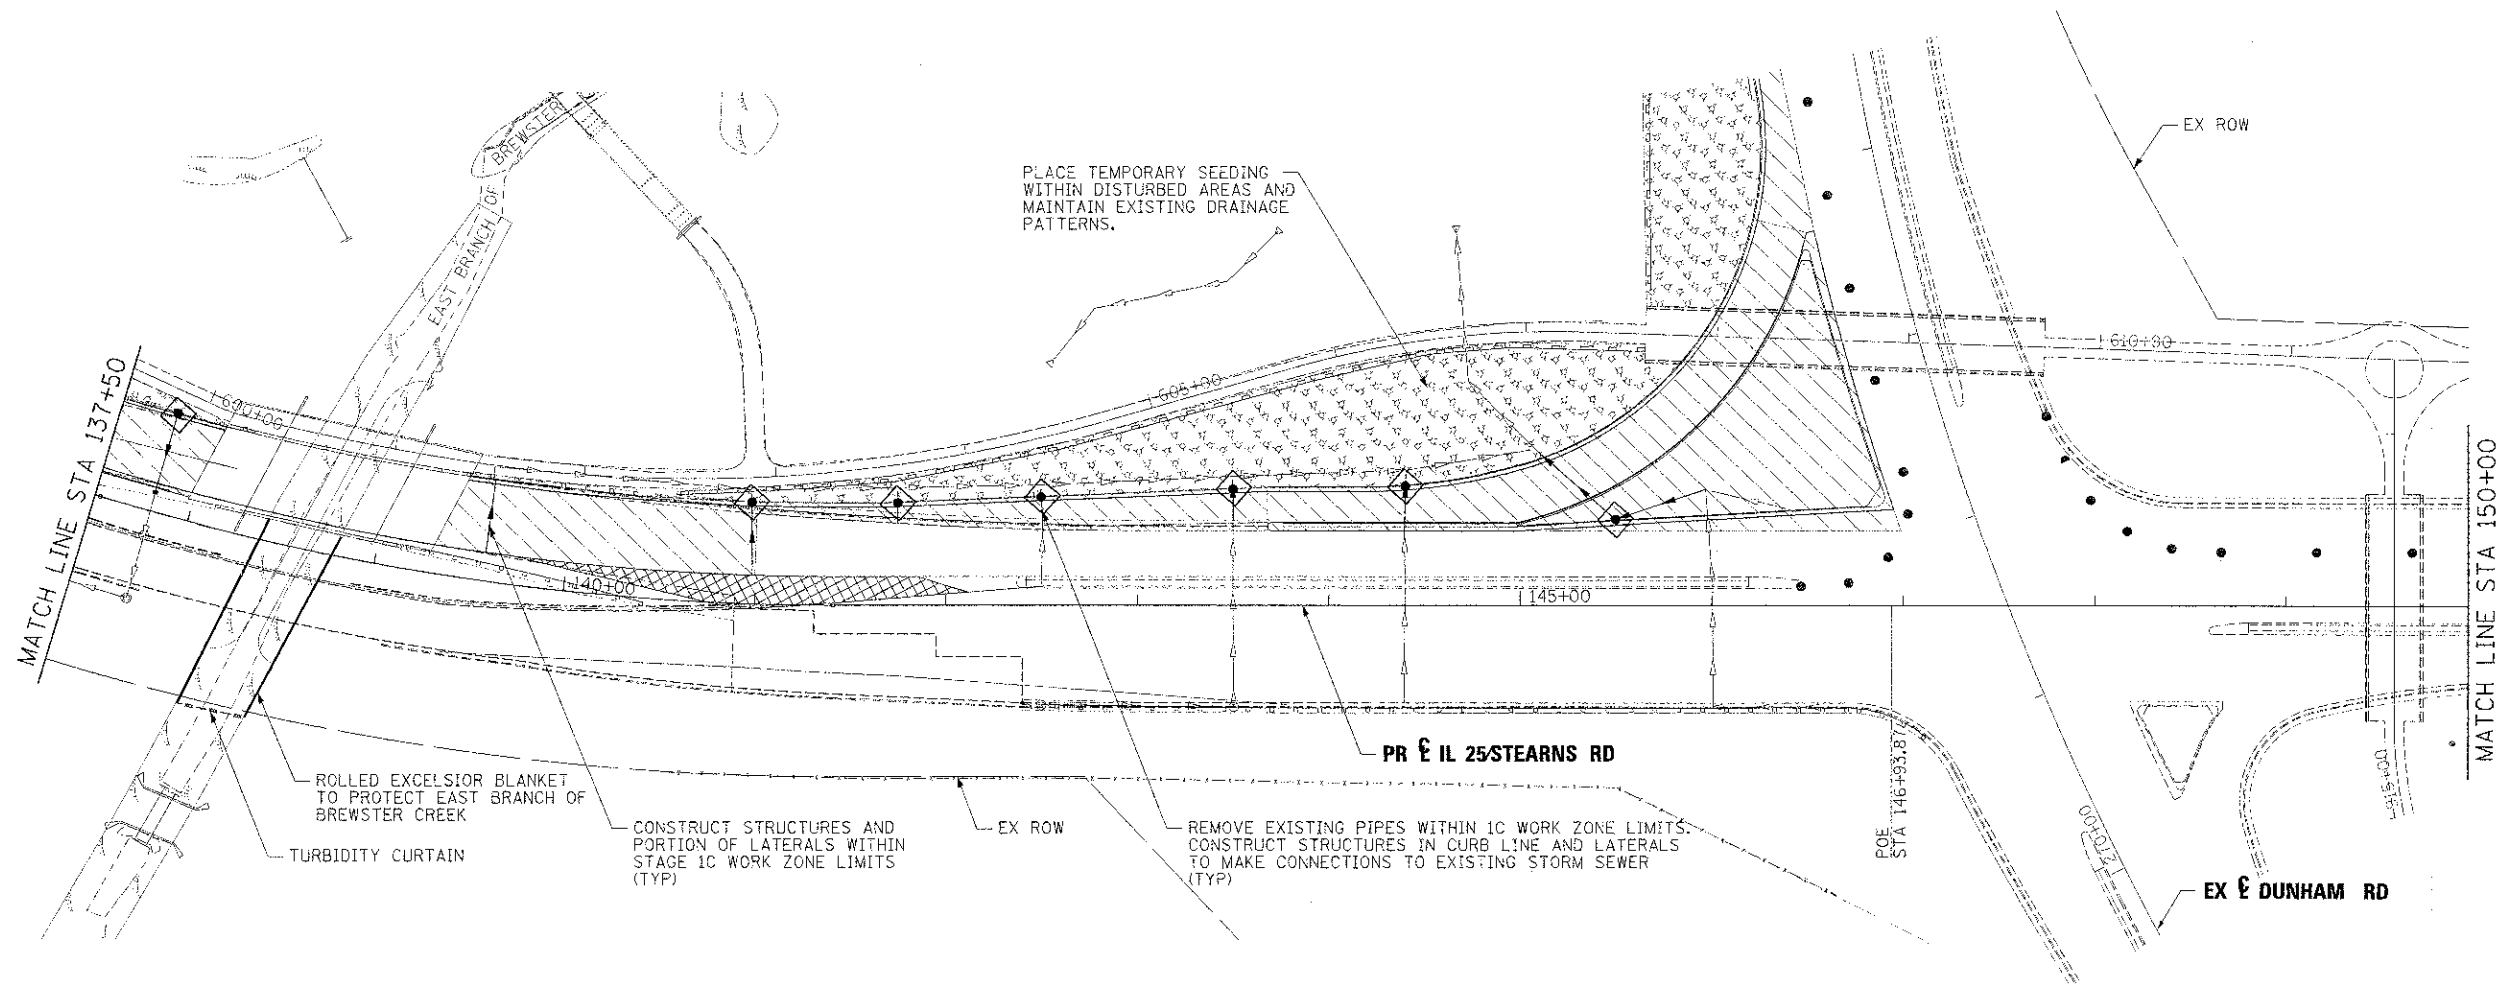 BREWSTER
EAST BRANCH OF
PLACE TEMPORARY SEEDING
WITHIN DISTURBED AREAS AND
MAINTAIN EXISTING DRAINAGE
PATTERNS.
EX ROW
MATCH LINE STA 137+50
600+00
605+00
610+00
140+00
145+00
MATCH LINE STA 150+00
PR ℄ IL 25/STEARNS RD
ROLLED EXCELSIOR BLANKET
TO PROTECT EAST BRANCH OF
BREWSTER CREEK
TURBIDITY CURTAIN
CONSTRUCT STRUCTURES AND
PORTION OF LATERALS WITHIN
STAGE 1C WORK ZONE LIMITS
(TYP)
EX ROW
REMOVE EXISTING PIPES WITHIN 1C WORK ZONE LIMITS.
CONSTRUCT STRUCTURES IN CURB LINE AND LATERALS
TO MAKE CONNECTIONS TO EXISTING STORM SEWER
(TYP)
POE
STA 146+93.87
210+00
915+00
EX ℄ DUNHAM RD